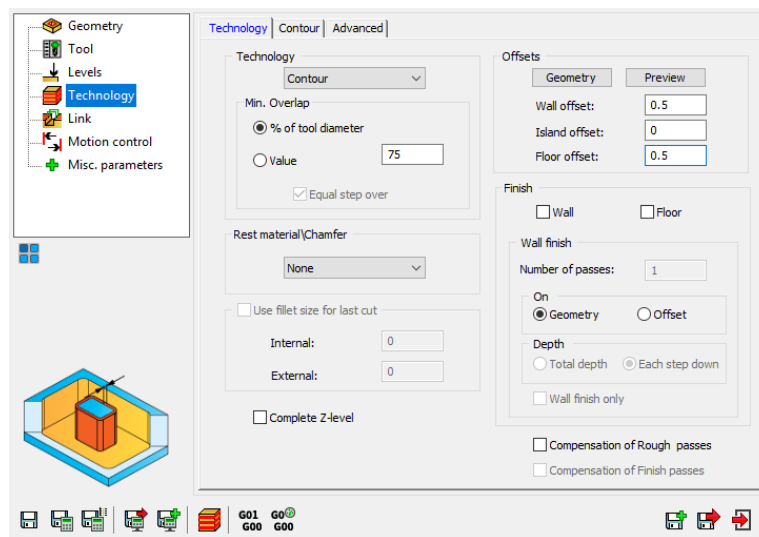 Geometry
Tool
Levels
Technology
Link
Motion control
Misc. parameters
Technology Contour Advanced
Technology
Contour
Min. Overlap
% of tool diameter
Value 75
Equal step over
Rest material\Chamfer
None
Use fillet size for last cut
Internal: 0
External: 0
Complete Z-level
Offsets
Geometry Preview
Wall offset: 0.5
Island offset: 0
Floor offset: 0.5
Finish
Wall Floor
Wall finish
Number of passes: 1
On
Geometry Offset
Depth
Total depth Each step down
Wall finish only
Compensation of Rough passes
Compensation of Finish passes
G01 G0
G00 G00